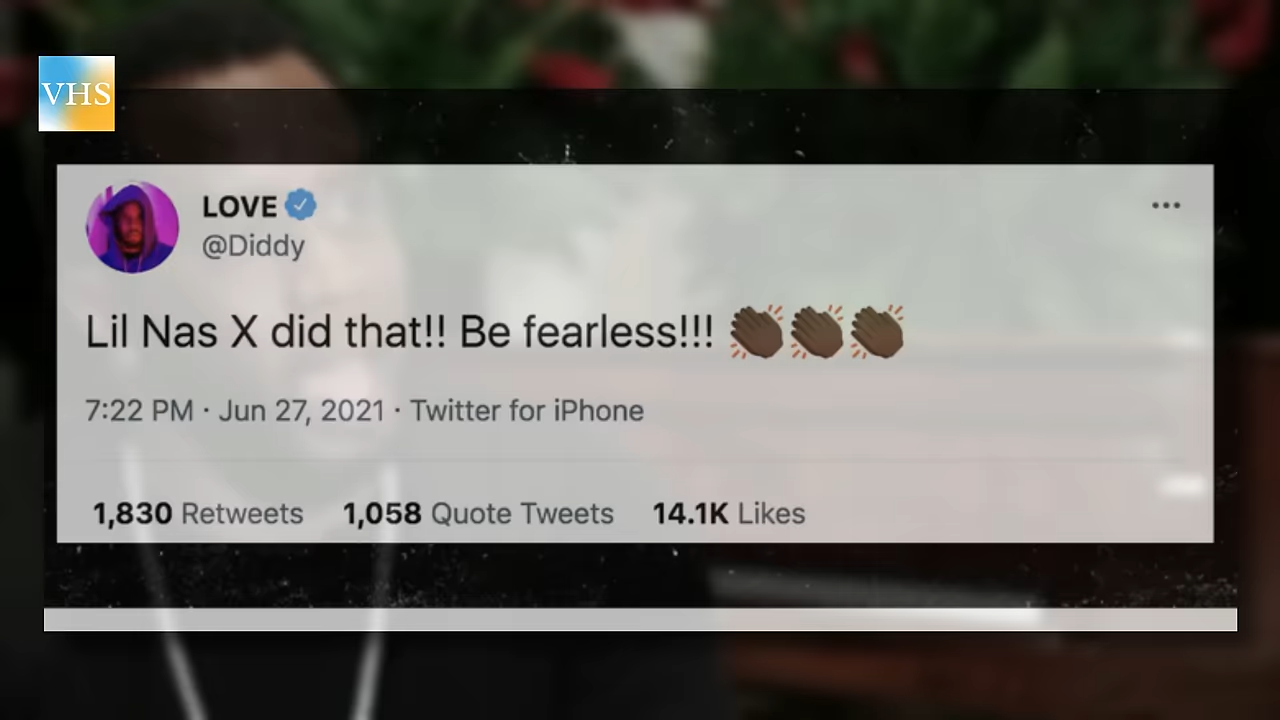 VHS
LOVE
@Diddy
Lil Nas X did that!! Be fearless!!! 👏🏿👏🏿👏🏿
7:22 PM · Jun 27, 2021 · Twitter for iPhone
1,830 Retweets 1,058 Quote Tweets 14.1K Likes